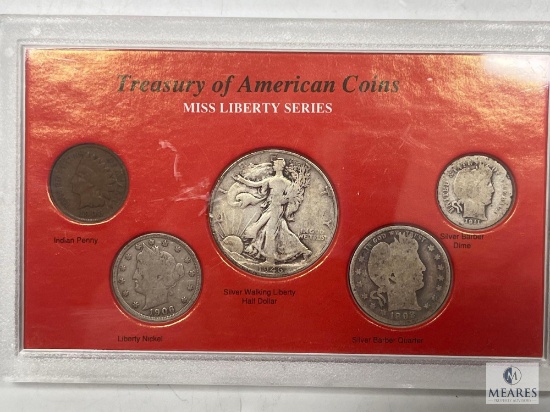 Treasury of American Coins
MISS LIBERTY SERIES
Indian Penny
Liberty Nickel
1906
Silver Walking Liberty
Half Dollar
Silver Barber Quarter
Silver Barber
Dime
M
MEARES